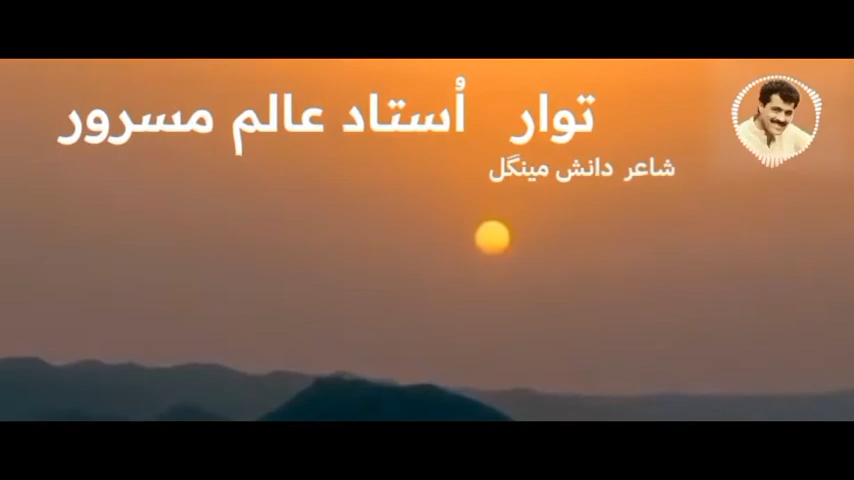 توار اُستاد عالم مسرور
شاعر دانش مینگل